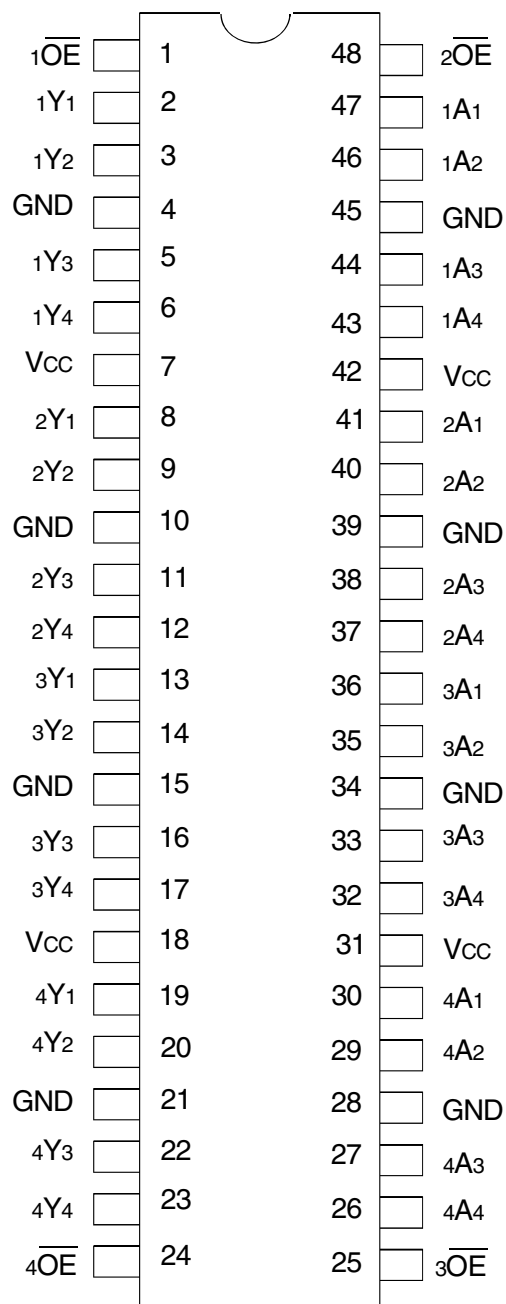 1O̅E̅ 1 48 2O̅E̅
1Y1 2 47 1A1
1Y2 3 46 1A2
GND 4 45 GND
1Y3 5 44 1A3
1Y4 6 43 1A4
VCC 7 42 VCC
2Y1 8 41 2A1
2Y2 9 40 2A2
GND 10 39 GND
2Y3 11 38 2A3
2Y4 12 37 2A4
3Y1 13 36 3A1
3Y2 14 35 3A2
GND 15 34 GND
3Y3 16 33 3A3
3Y4 17 32 3A4
VCC 18 31 VCC
4Y1 19 30 4A1
4Y2 20 29 4A2
GND 21 28 GND
4Y3 22 27 4A3
4Y4 23 26 4A4
4O̅E̅ 24 25 3O̅E̅